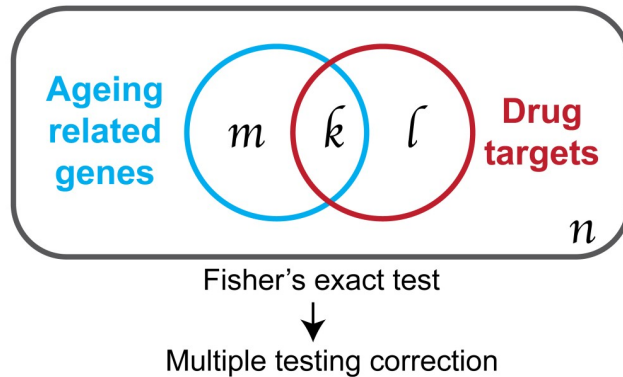 Ageing
related
genes
m k l
Drug
targets
n
Fisher's exact test
Multiple testing correction